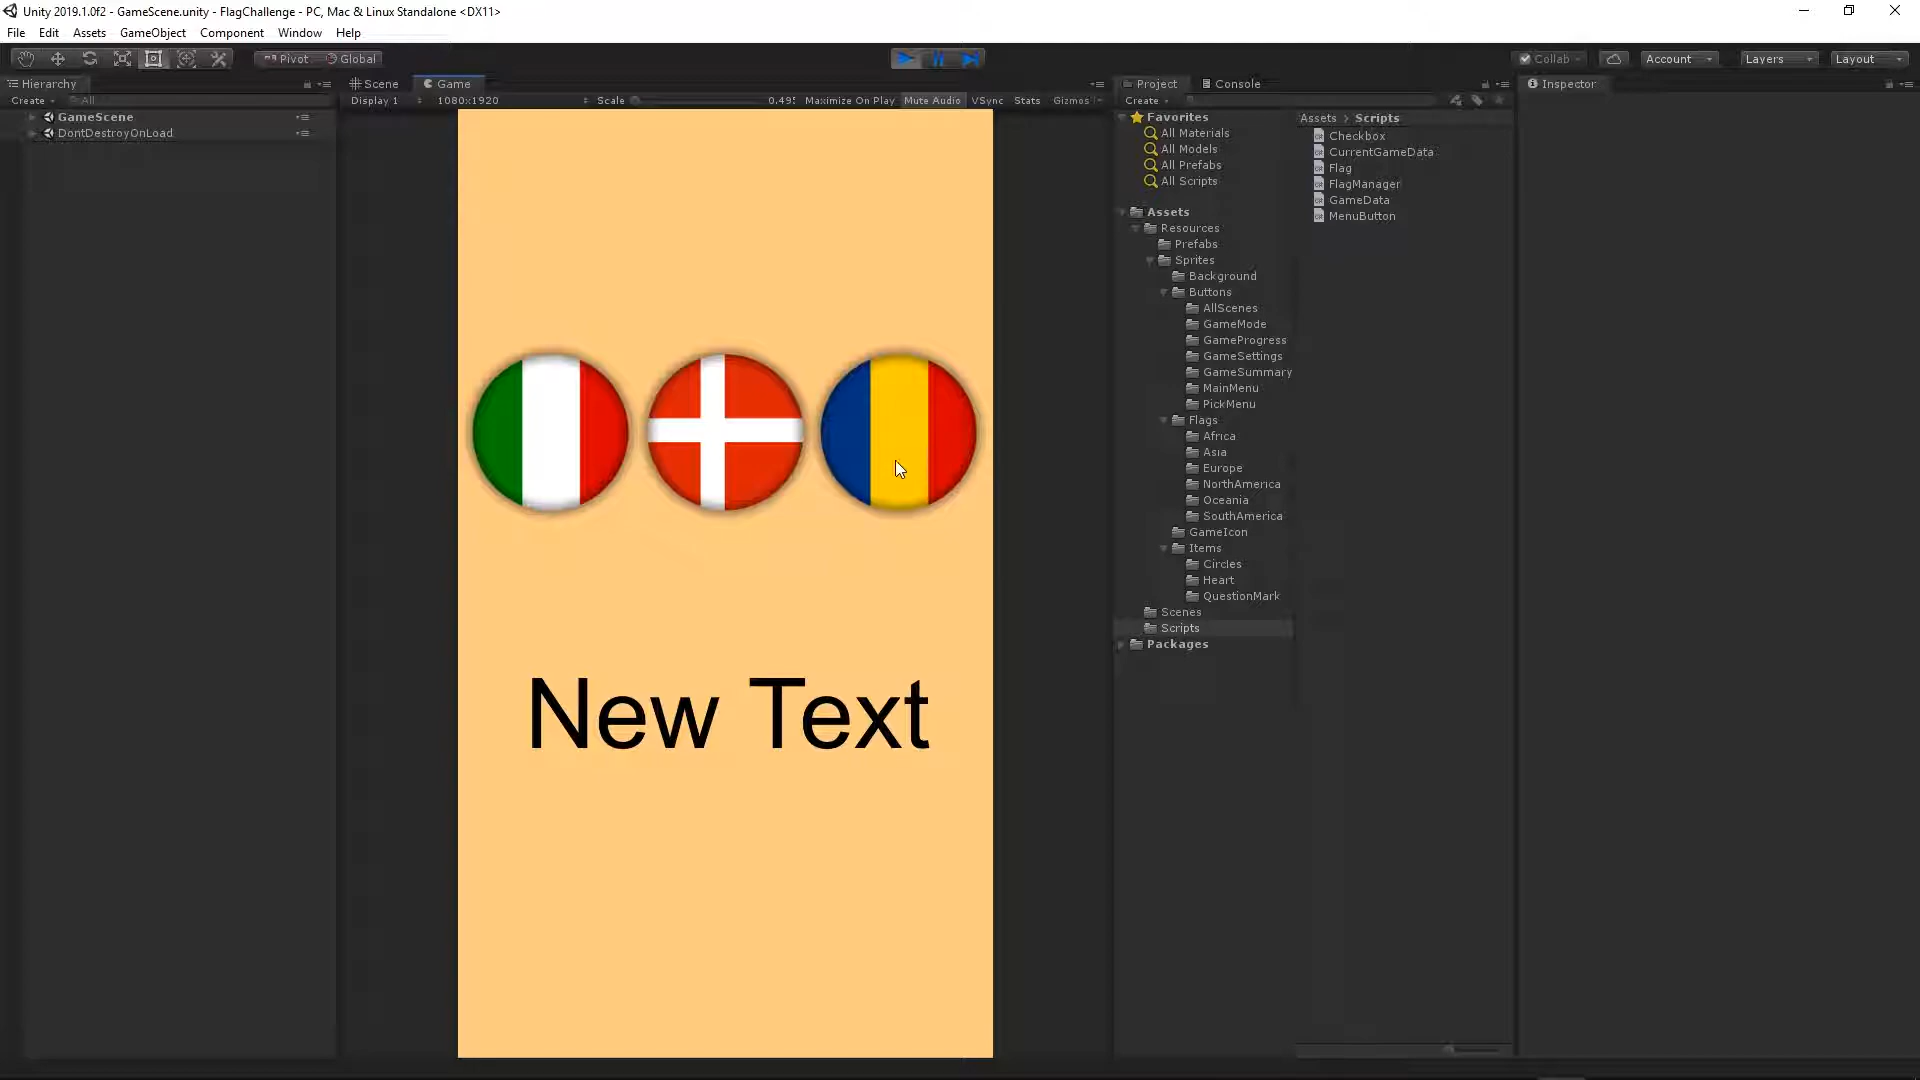 Unity 2019.1.0f2 - GameScene.unity - FlagChallenge - PC, Mac & Linux Standalone <DX11>
File Edit Assets GameObject Component Window Help
Pivot Global
Collab Account Layers Layout
Hierarchy
Create All
GameScene
DontDestroyOnLoad
Scene Game
Display 1 1080x1920 Scale 0.49 Maximize On Play Mute Audio VSync Stats Gizmos
New Text
Project Console
Create
Favorites
All Materials
All Models
All Prefabs
All Scripts
Assets
Resources
Prefabs
Sprites
Background
Buttons
AllScenes
GameMode
GameProgress
GameSettings
GameSummary
MainMenu
PickMenu
Flags
Africa
Asia
Europe
NorthAmerica
Oceania
SouthAmerica
GameIcon
Items
Circles
Heart
QuestionMark
Scenes
Scripts
Packages
Assets > Scripts
Checkbox
CurrentGameData
Flag
FlagManager
GameData
MenuButton
Inspector